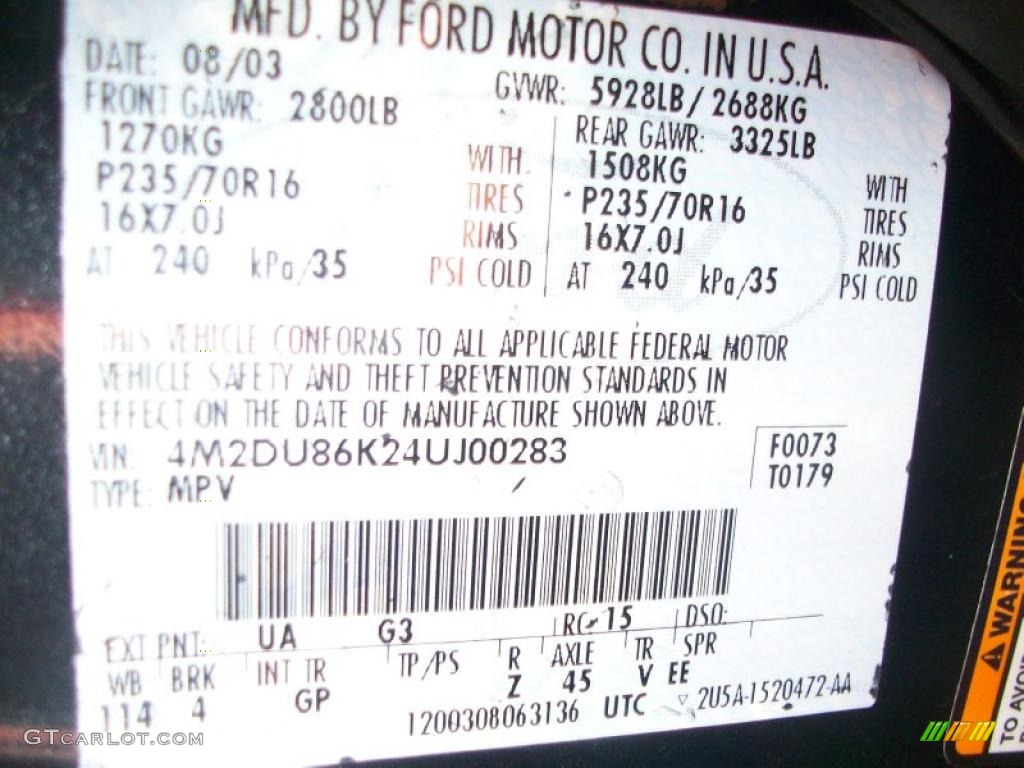 MFD. BY FORD MOTOR CO. IN U.S.A.
DATE: 08/03 GVWR: 5928LB/ 2688KG
FRONT GAWR: 2800LB REAR GAWR: 3325LB
1270KG WITH 1508KG WITH
P235/70R16 TIRES P235/70R16 TIRES
16X7.0J RIMS 16X7.0J RIMS
AT 240 kPa/35 PSI COLD AT 240 kPa/35 PSI COLD
THIS VEHICLE CONFORMS TO ALL APPLICABLE FEDERAL MOTOR
VEHICLE SAFETY AND THEFT PREVENTION STANDARDS IN
EFFECT ON THE DATE OF MANUFACTURE SHOWN ABOVE.
VIN: 4M2DU86K24UJ00283 F0073
TYPE: MPV T0179
EXT PNT: UA G3 RC: 15 DSO:
WB BRK INT TR TP/PS R AXLE TR SPR
114 4 GP Z 45 V EE
1200308063136 UTC ▽ 2U5A-1520472-AA
WARNING
TO AVOID
GTcarlot.com